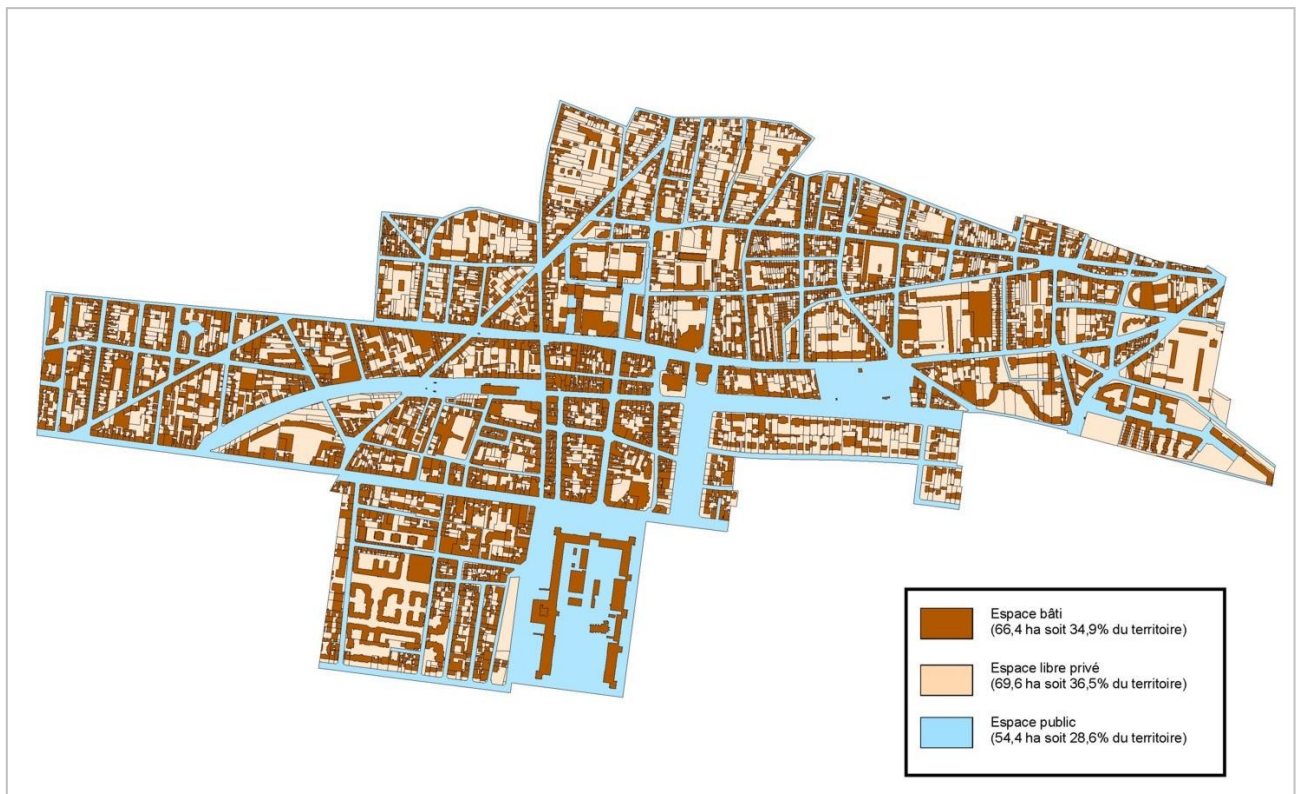 Espace bâti
(66,4 ha soit 34,9% du territoire)
Espace libre privé
(69,6 ha soit 36,5% du territoire)
Espace public
(54,4 ha soit 28,6% du territoire)